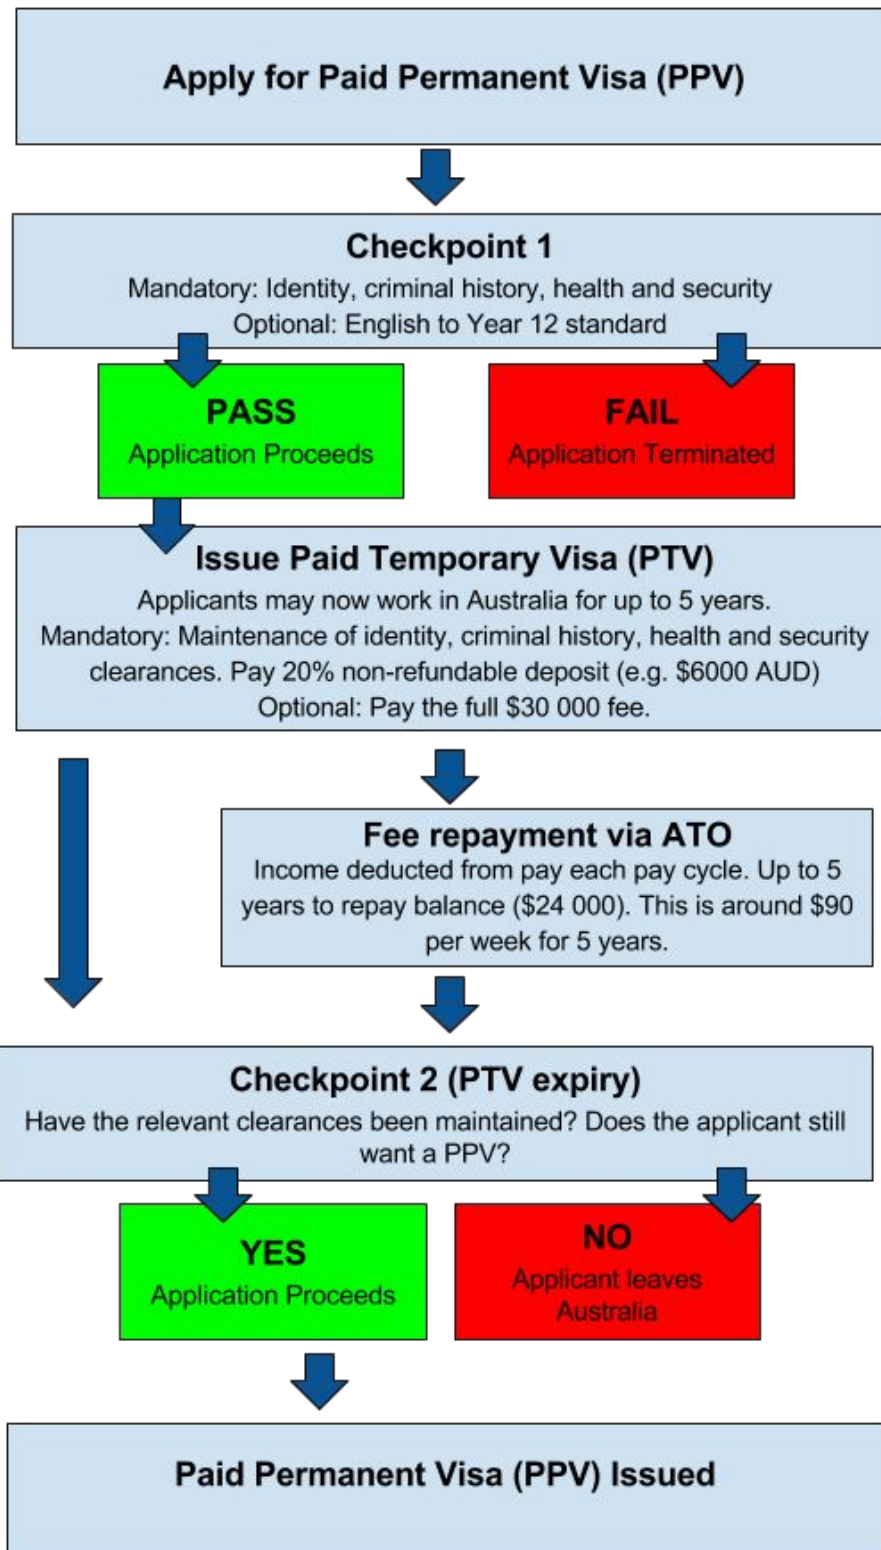 Apply for Paid Permanent Visa (PPV)
Checkpoint 1
Mandatory: Identity, criminal history, health and security
Optional: English to Year 12 standard
PASS
Application Proceeds
FAIL
Application Terminated
Issue Paid Temporary Visa (PTV)
Applicants may now work in Australia for up to 5 years.
Mandatory: Maintenance of identity, criminal history, health and security
clearances. Pay 20% non-refundable deposit (e.g. $6000 AUD)
Optional: Pay the full $30 000 fee.
Fee repayment via ATO
Income deducted from pay each pay cycle. Up to 5
years to repay balance ($24 000). This is around $90
per week for 5 years.
Checkpoint 2 (PTV expiry)
Have the relevant clearances been maintained? Does the applicant still
want a PPV?
YES
Application Proceeds
NO
Applicant leaves
Australia
Paid Permanent Visa (PPV) Issued